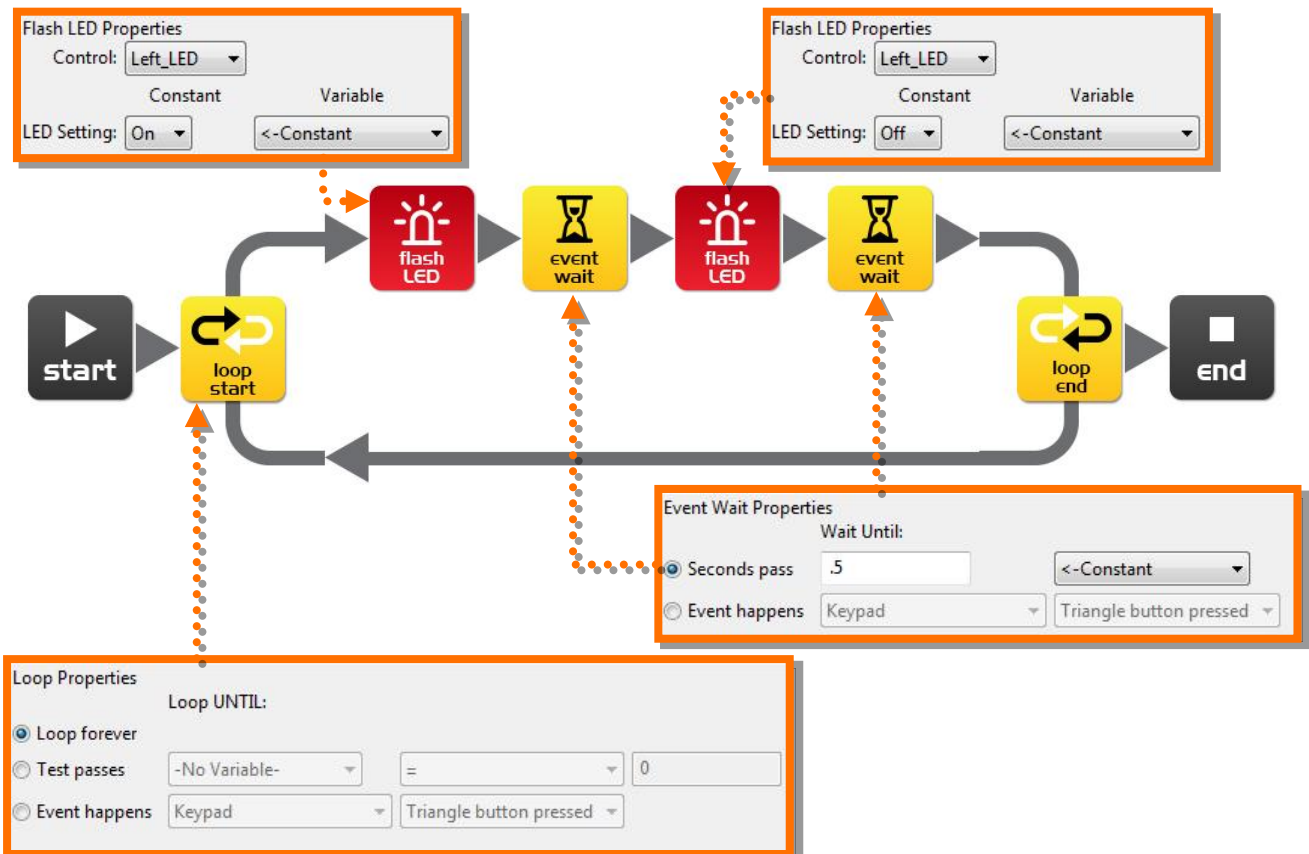 Flash LED Properties
Control: Left_LED
Constant Variable
LED Setting: On <-Constant
Flash LED Properties
Control: Left_LED
Constant Variable
LED Setting: Off <-Constant
flash
LED
event
wait
flash
LED
event
wait
start
loop
start
loop
end
end
Event Wait Properties
Wait Until:
Seconds pass .5 <-Constant
Event happens Keypad Triangle button pressed
Loop Properties
Loop UNTIL:
Loop forever
Test passes -No Variable- = 0
Event happens Keypad Triangle button pressed